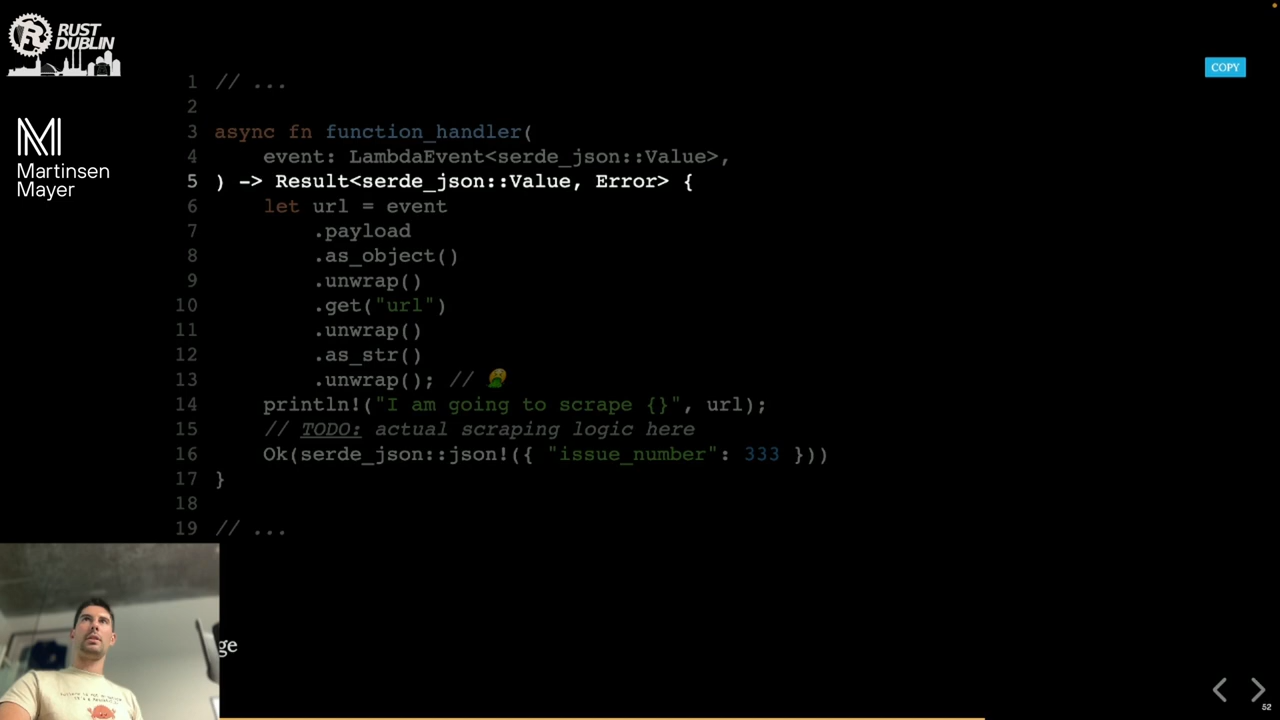 RUST
DUBLIN
COPY
Martinsen
Mayer
1 // ...
2
3 async fn function_handler(
4     event: LambdaEvent<serde_json::Value>,
5 ) -> Result<serde_json::Value, Error> {
6     let url = event
7         .payload
8         .as_object()
9         .unwrap()
10         .get("url")
11         .unwrap()
12         .as_str()
13         .unwrap(); // 🤮
14     println!("I am going to scrape {}", url);
15     // TODO: actual scraping logic here
16     Ok(serde_json::json!({ "issue_number": 333 }))
17 }
18
19 // ...
ge
52